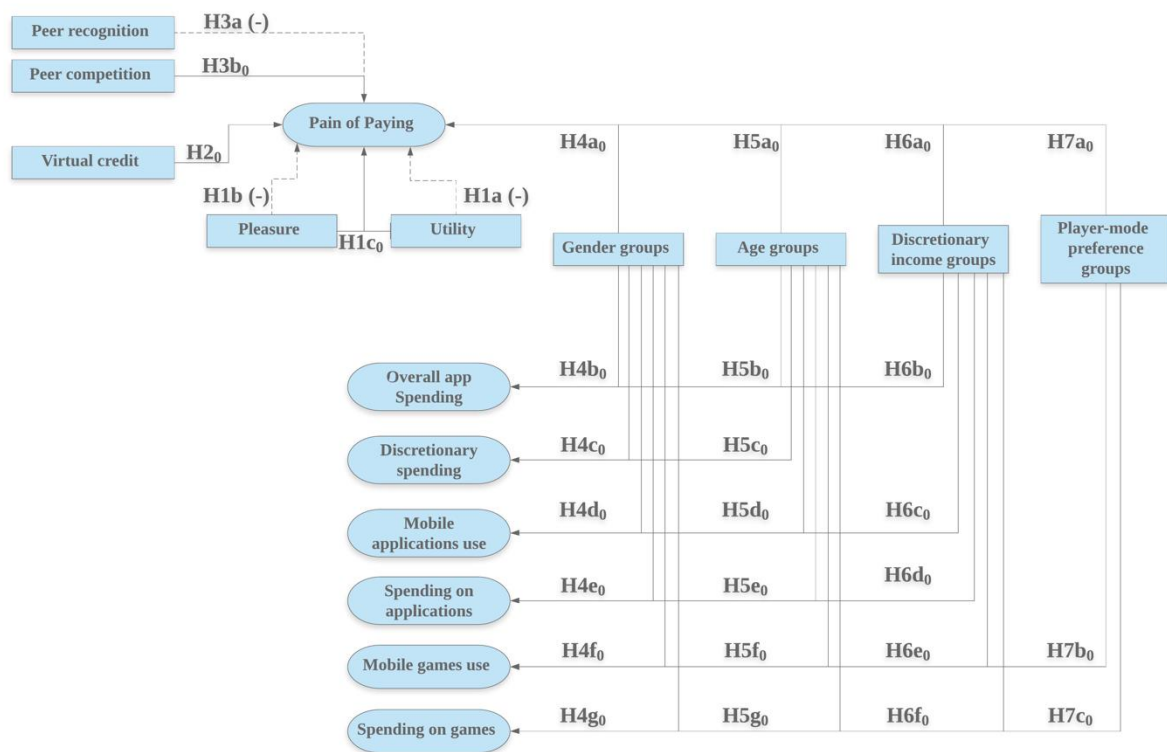 H3a (-)
Peer recognition
H3b₀
Peer competition
Pain of Paying
H4a₀ H5a₀ H6a₀ H7a₀
H2₀
Virtual credit
H1b (-) H1a (-)
Pleasure
H1c₀
Utility
Gender groups
Age groups
Discretionary
income groups
Player-mode
preference
groups
Overall app
Spending
H4b₀ H5b₀ H6b₀
Discretionary
spending
H4c₀ H5c₀
Mobile
applications use
H4d₀ H5d₀ H6c₀
Spending on
applications
H4e₀ H5e₀ H6d₀
Mobile games use
H4f₀ H5f₀ H6e₀ H7b₀
Spending on games
H4g₀ H5g₀ H6f₀ H7c₀